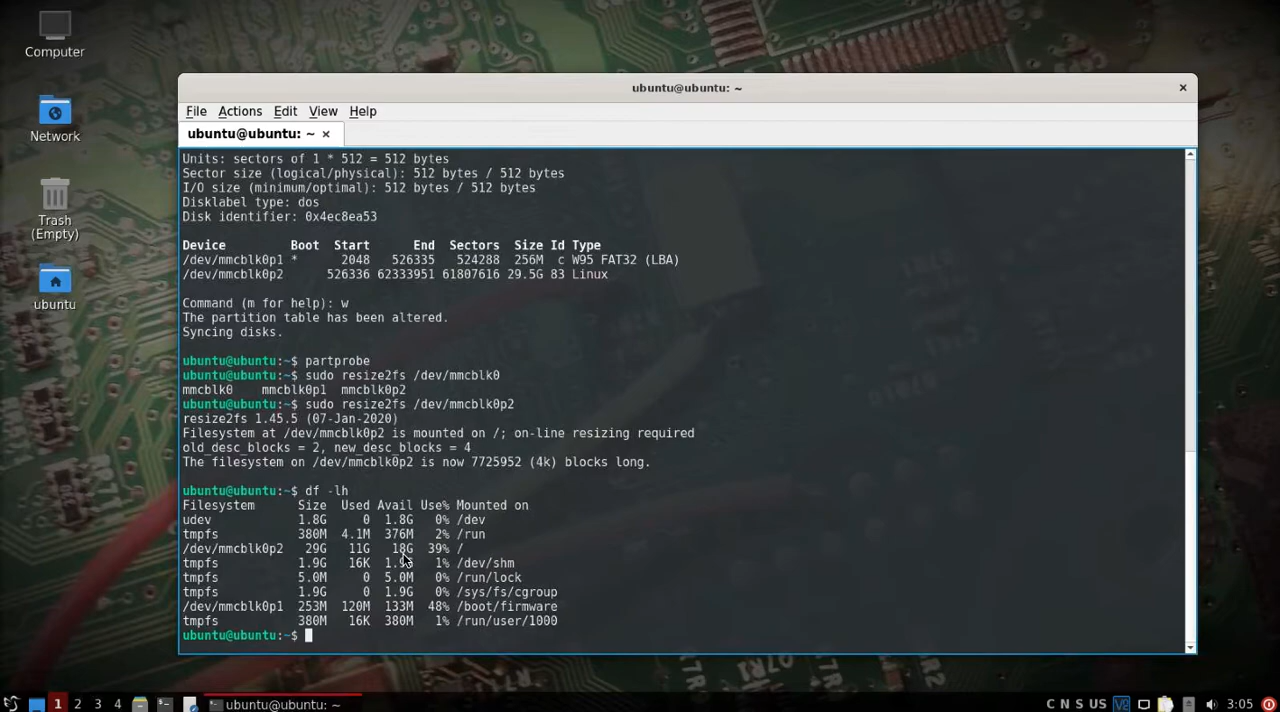 Computer
Network
Trash
(Empty)
ubuntu
ubuntu@ubuntu: ~
File Actions Edit View Help
ubuntu@ubuntu: ~
Units: sectors of 1 * 512 = 512 bytes
Sector size (logical/physical): 512 bytes / 512 bytes
I/O size (minimum/optimal): 512 bytes / 512 bytes
Disklabel type: dos
Disk identifier: 0x4ec8ea53
Device Boot Start End Sectors Size Id Type
/dev/mmcblk0p1 * 2048 526335 524288 256M c W95 FAT32 (LBA)
/dev/mmcblk0p2 526336 62333951 61807616 29.5G 83 Linux
Command (m for help): w
The partition table has been altered.
Syncing disks.
ubuntu@ubuntu:~$ partprobe
ubuntu@ubuntu:~$ sudo resize2fs /dev/mmcblk0
mmcblk0 mmcblk0p1 mmcblk0p2
ubuntu@ubuntu:~$ sudo resize2fs /dev/mmcblk0p2
resize2fs 1.45.5 (07-Jan-2020)
Filesystem at /dev/mmcblk0p2 is mounted on /; on-line resizing required
old_desc_blocks = 2, new_desc_blocks = 4
The filesystem on /dev/mmcblk0p2 is now 7725952 (4k) blocks long.
ubuntu@ubuntu:~$ df -lh
Filesystem Size Used Avail Use% Mounted on
udev 1.8G 0 1.8G 0% /dev
tmpfs 380M 4.1M 376M 2% /run
/dev/mmcblk0p2 29G 11G 18G 39% /
tmpfs 1.9G 16K 1.9G 1% /dev/shm
tmpfs 5.0M 0 5.0M 0% /run/lock
tmpfs 1.9G 0 1.9G 0% /sys/fs/cgroup
/dev/mmcblk0p1 253M 120M 133M 48% /boot/firmware
tmpfs 380M 16K 380M 1% /run/user/1000
ubuntu@ubuntu:~$
1 2 3 4 ubuntu@ubuntu: ~ C N S US 3:05